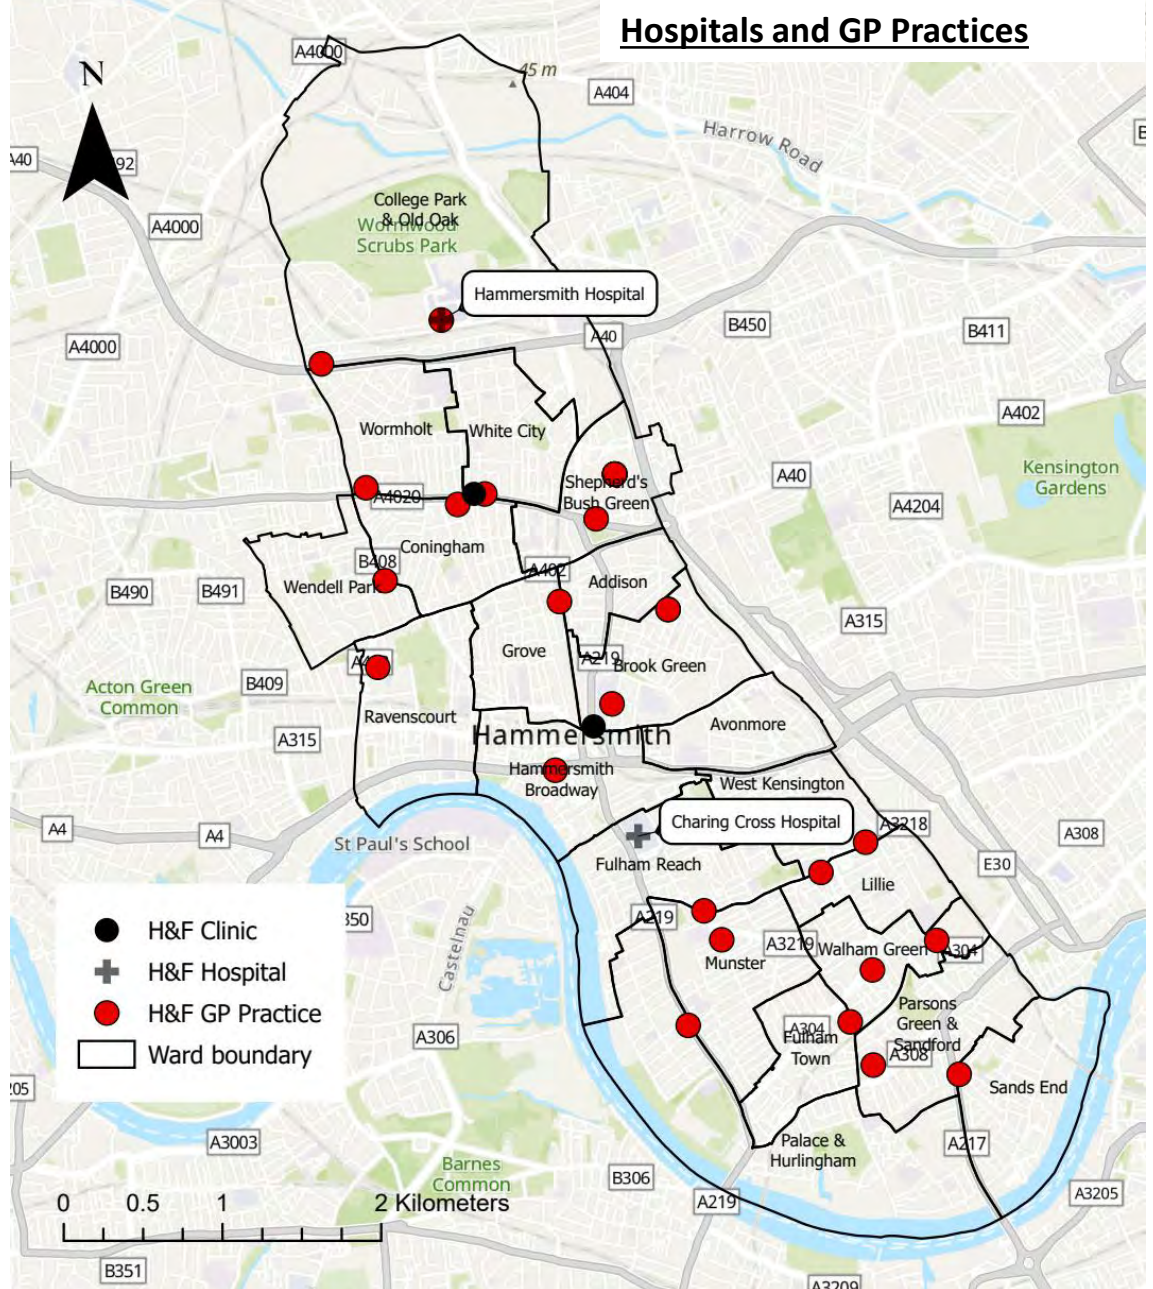 Hospitals and GP Practices
N
A4000
45 m
A404
Harrow Road
A40
92
A4000
College Park
& Old Oak
Wormwood
Scrubs Park
Hammersmith Hospital
A40
B450
B411
A4000
A402
Wormholt
White City
Kensington
Gardens
A40
Shepherd's
Bush Green
A4020
A4204
Coningham
B408
A402
Addison
Wendell Park
B490
B491
A315
Grove
A219
Brook Green
B409
Acton Green
Common
Ravenscourt
Avonmore
A315
Hammersmith
Hammersmith
Broadway
West Kensington
Charing Cross Hospital
A3218
A4
A4
St Paul's School
A308
Fulham Reach
E30
Lillie
350
A219
Castelnau
A3219
Walham Green
A304
Munster
Parsons
Green &
Sandford
A304
Fulham
Town
A306
A308
Sands End
H&F Clinic
H&F Hospital
H&F GP Practice
Ward boundary
205
A3003
Palace &
Hurlingham
A217
Barnes
Common
B306
A219
A3205
0 0.5 1 2 Kilometers
B351
A3209